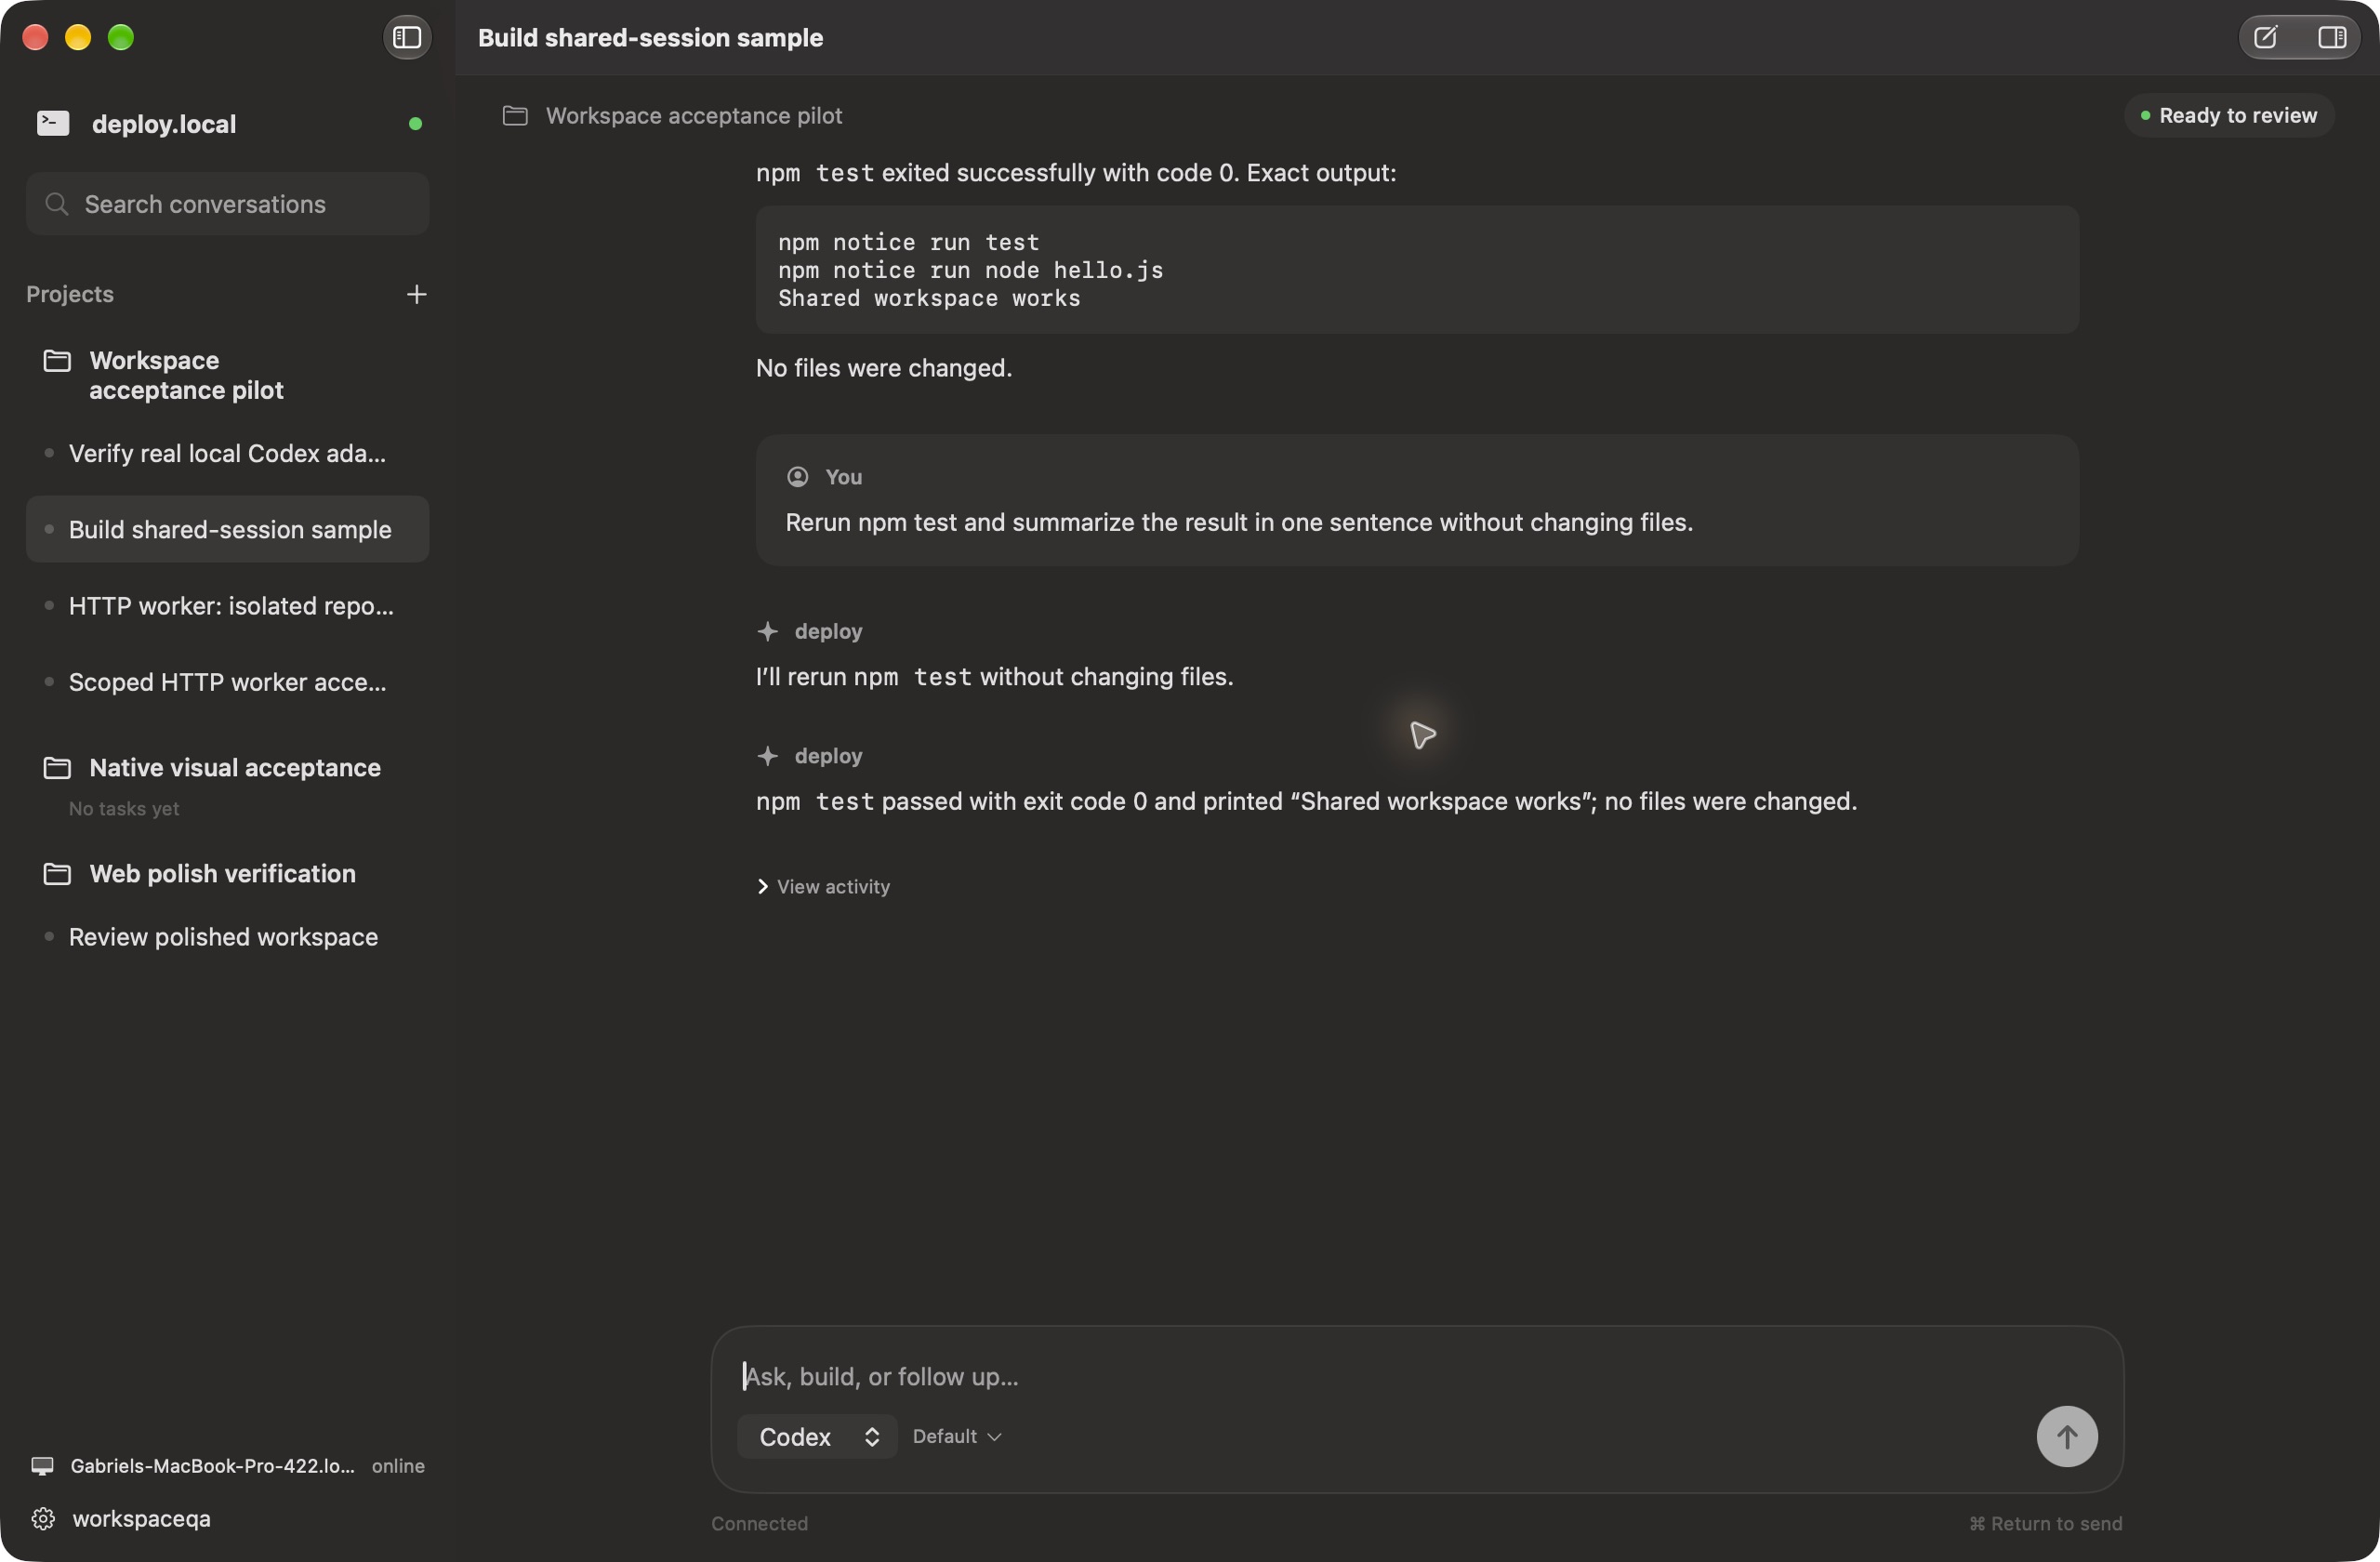 Build shared-session sample
deploy.local
Search conversations
Projects
Workspace
acceptance pilot
Verify real local Codex ada...
Build shared-session sample
HTTP worker: isolated repo...
Scoped HTTP worker acce...
Native visual acceptance
No tasks yet
Web polish verification
Review polished workspace
Gabriels-MacBook-Pro-422.lo... online
workspaceqa
Workspace acceptance pilot
Ready to review
npm test exited successfully with code 0. Exact output:
npm notice run test
npm notice run node hello.js
Shared workspace works
No files were changed.
You
Rerun npm test and summarize the result in one sentence without changing files.
deploy
I’ll rerun npm test without changing files.
deploy
npm test passed with exit code 0 and printed “Shared workspace works”; no files were changed.
View activity
Ask, build, or follow up...
Codex
Default
Connected
⌘ Return to send